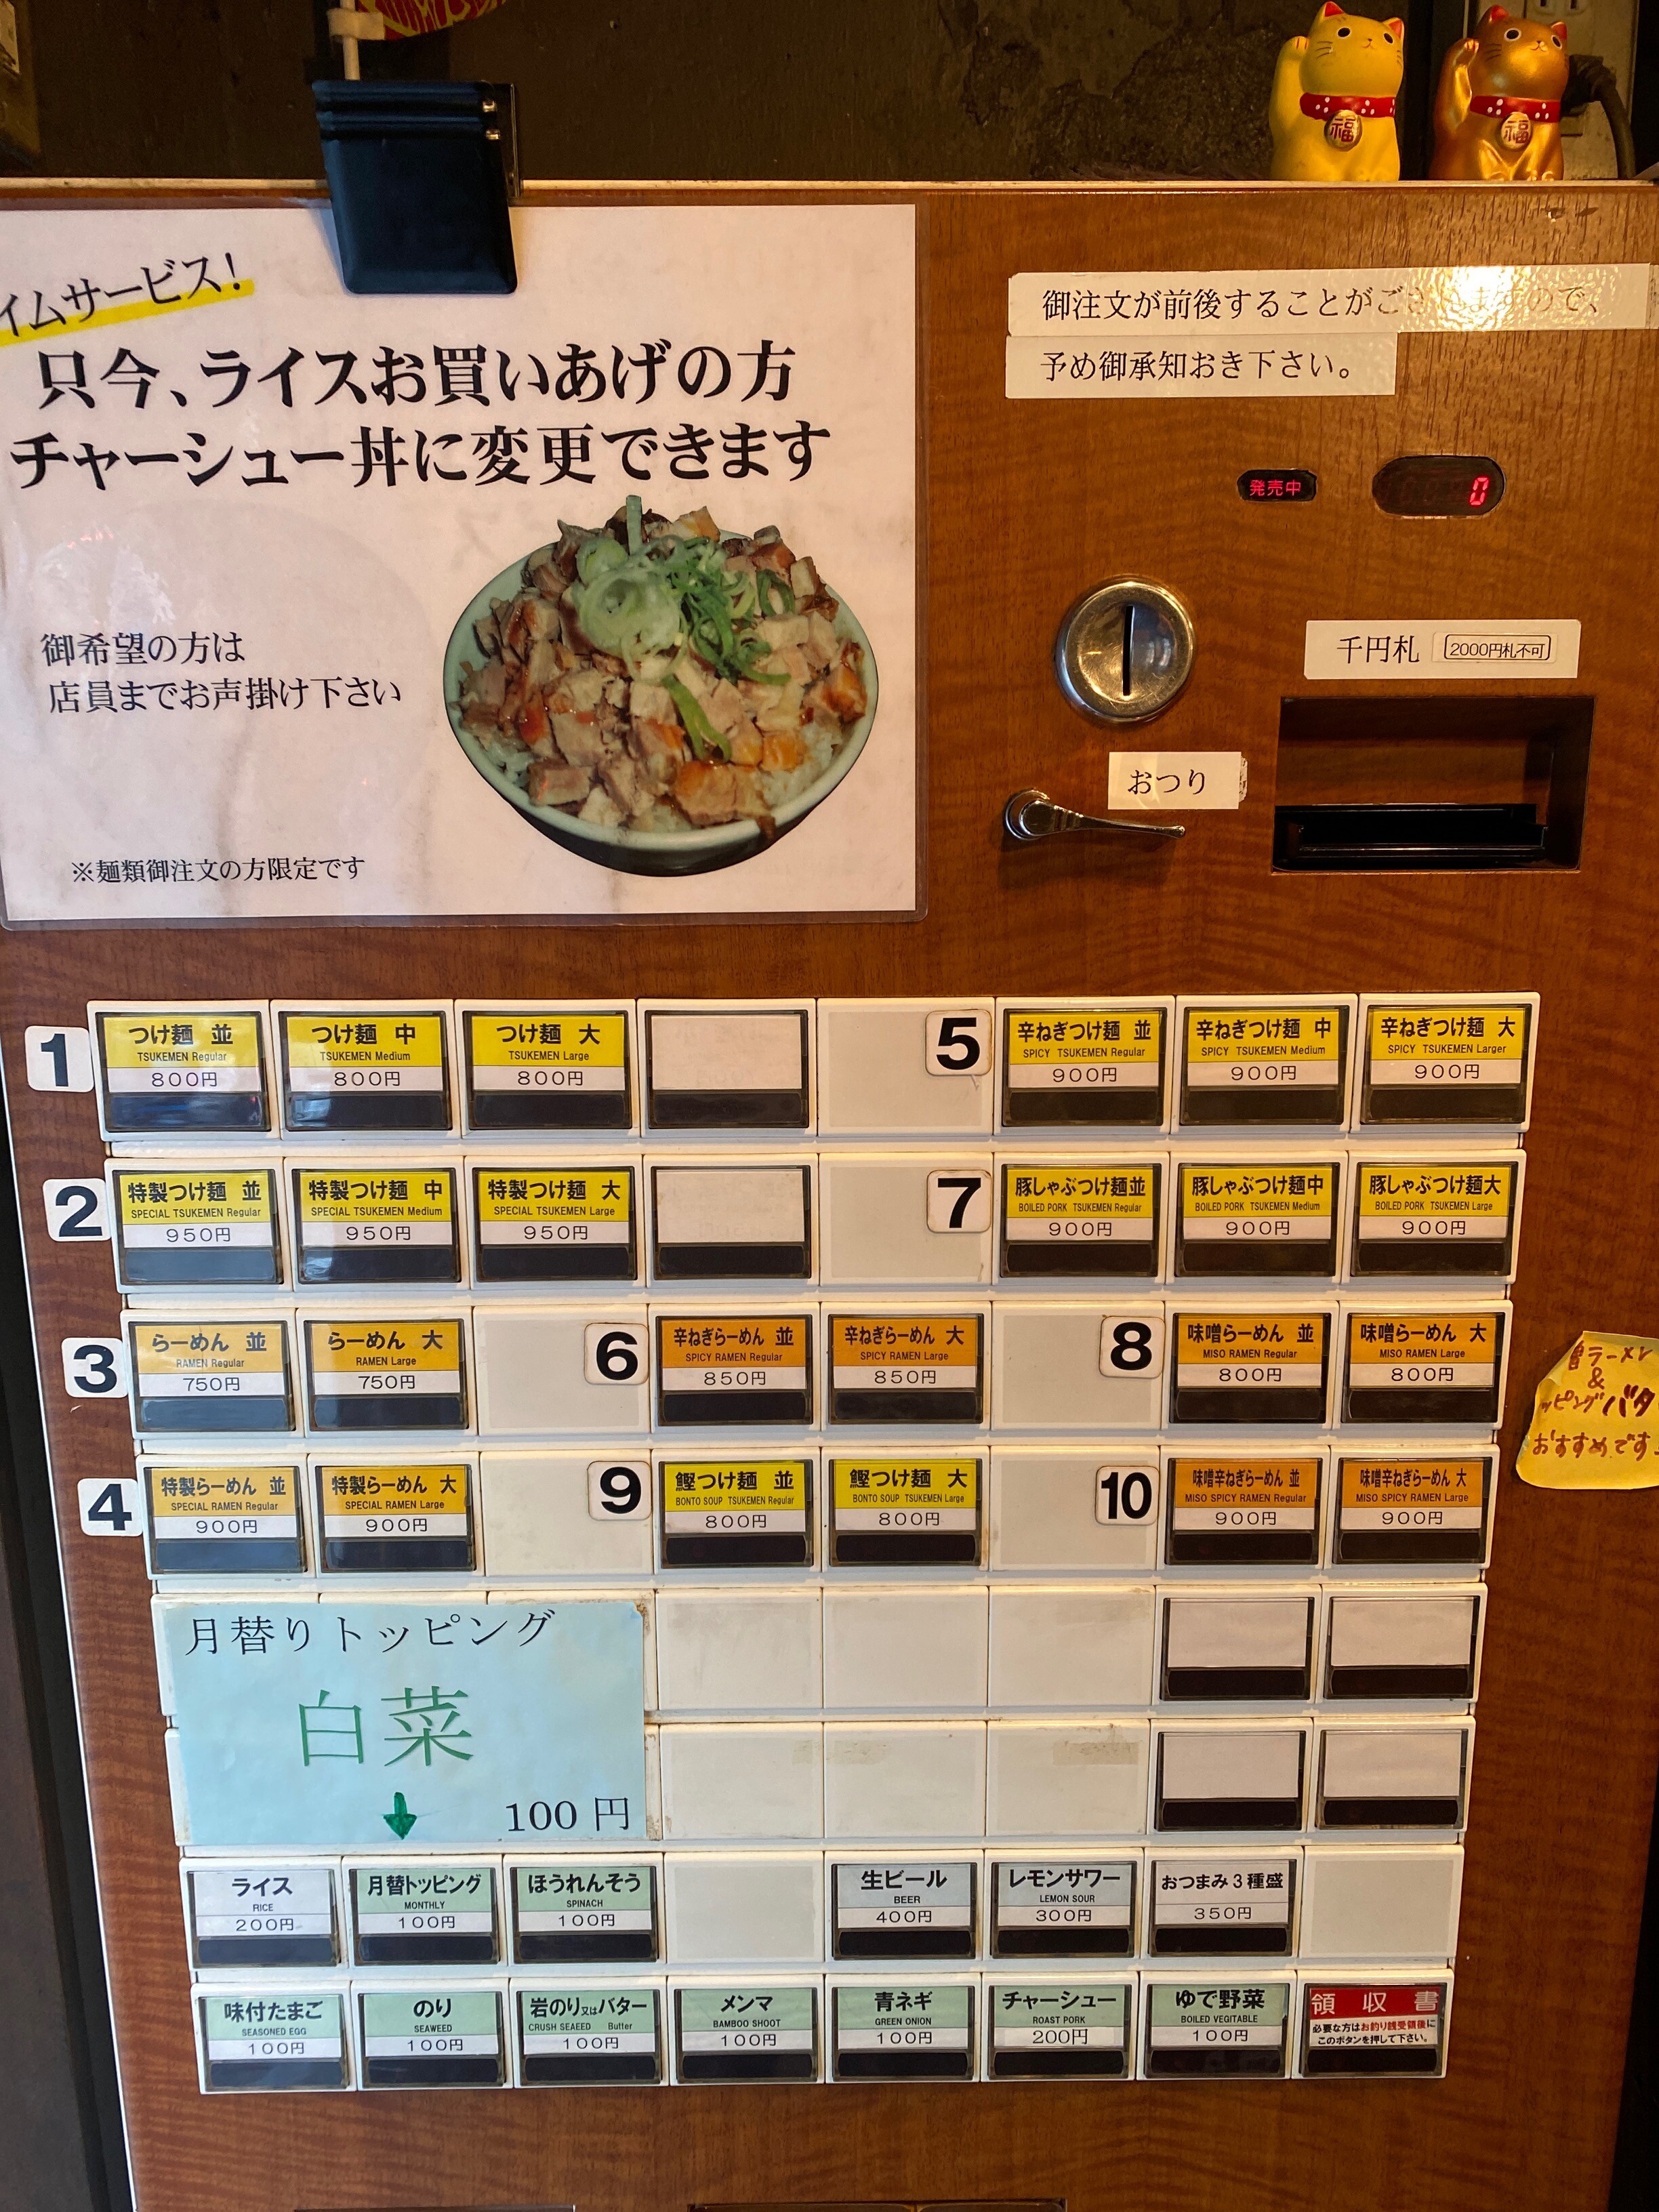 福
福
イムサービス!
只今、ライスお買いあげの方
チャーシュー丼に変更できます
御希望の方は
店員までお声掛け下さい
※麺類御注文の方限定です
御注文が前後することがございますので、
予め御承知おき下さい。
発売中
0
千円札 2000円札不可
おつり
1
つけ麺 並
TSUKEMEN Regular
800円
つけ麺 中
TSUKEMEN Medium
800円
つけ麺 大
TSUKEMEN Large
800円
5
辛ねぎつけ麺 並
SPICY TSUKEMEN Regular
900円
辛ねぎつけ麺 中
SPICY TSUKEMEN Medium
900円
辛ねぎつけ麺 大
SPICY TSUKEMEN Larger
900円
2
特製つけ麺 並
SPECIAL TSUKEMEN Regular
950円
特製つけ麺 中
SPECIAL TSUKEMEN Medium
950円
特製つけ麺 大
SPECIAL TSUKEMEN Large
950円
7
豚しゃぶつけ麺並
BOILED PORK TSUKEMEN Regular
900円
豚しゃぶつけ麺中
BOILED PORK TSUKEMEN Medium
900円
豚しゃぶつけ麺大
BOILED PORK TSUKEMEN Large
900円
3
らーめん 並
RAMEN Regular
750円
らーめん 大
RAMEN Large
750円
6
辛ねぎらーめん 並
SPICY RAMEN Regular
850円
辛ねぎらーめん 大
SPICY RAMEN Large
850円
8
味噌らーめん 並
MISO RAMEN Regular
800円
味噌らーめん 大
MISO RAMEN Large
800円
4
特製らーめん 並
SPECIAL RAMEN Regular
900円
特製らーめん 大
SPECIAL RAMEN Large
900円
9
鰹つけ麺 並
BONTO SOUP TSUKEMEN Regular
800円
鰹つけ麺 大
BONTO SOUP TSUKEMEN Large
800円
10
味噌辛ねぎらーめん 並
MISO SPICY RAMEN Regular
900円
味噌辛ねぎらーめん 大
MISO SPICY RAMEN Large
900円
ラーメン
&
ッピングバタ
おすすめです
月替りトッピング
白菜
↓ 100円
ライス
RICE
200円
月替トッピング
MONTHLY
100円
ほうれんそう
SPINACH
100円
生ビール
BEER
400円
レモンサワー
LEMON SOUR
300円
おつまみ3種盛
350円
味付たまご
SEASONED EGG
100円
のり
SEAWEED
100円
岩のり又はバター
CRUSH SEAEED Butter
100円
メンマ
BAMBOO SHOOT
100円
青ネギ
GREEN ONION
100円
チャーシュー
ROAST PORK
200円
ゆで野菜
BOILED VEGITABLE
100円
領収書
必要な方はお釣り銭受領後に
このボタンを押して下さい。